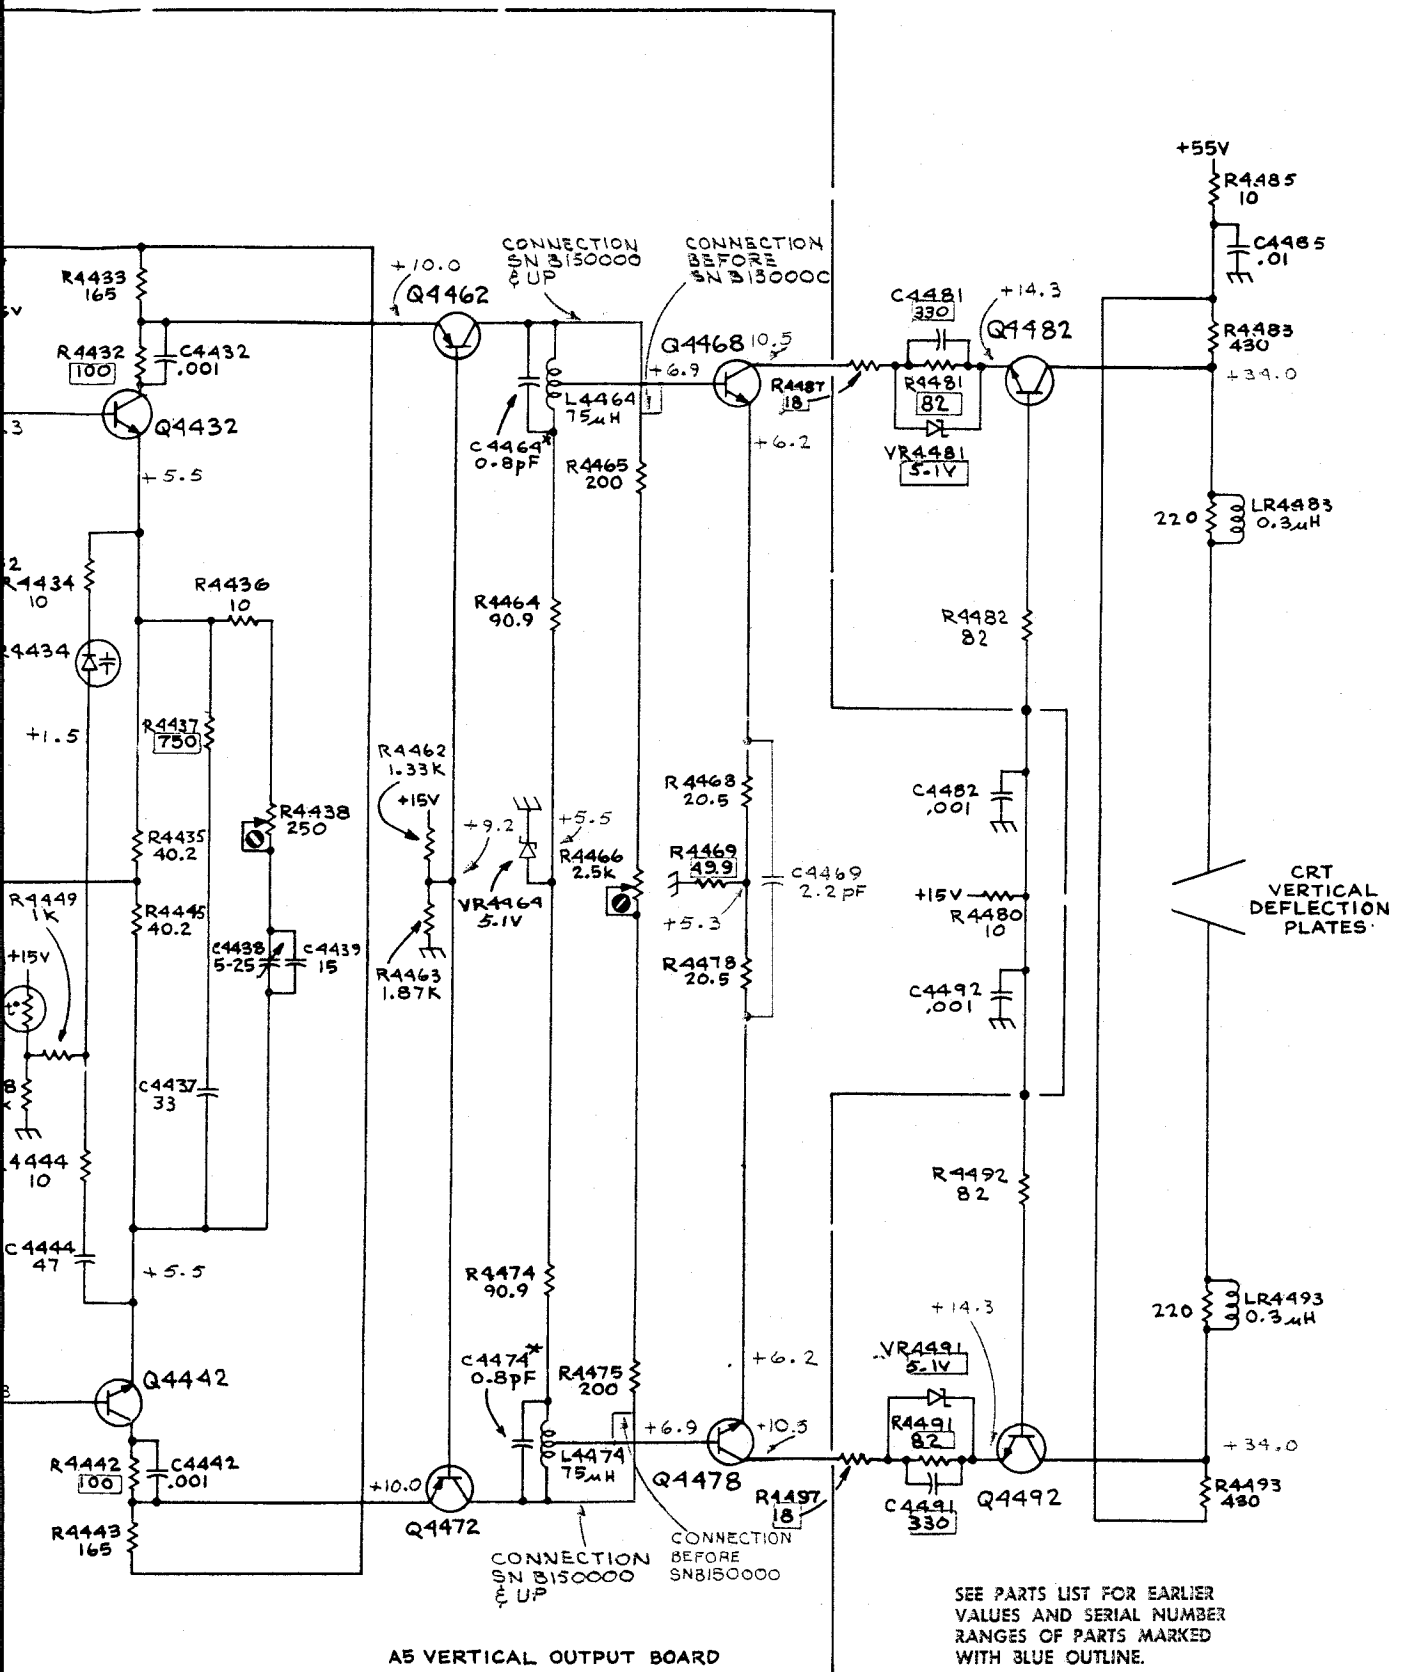 +55V
R4485
10
C4485
.01
CONNECTION
SN B150000
& UP
CONNECTION
BEFORE
+10.0
Q4462
R4433
165
R4432
100
C4432
.001
Q4432
+5.5
C4481
330
+14.3
Q4482
R4483
430
+34.0
Q4468
10.5
+6.9
R4487
18
R4481
82
VR4481
5.1V
L4464
75μH
C4464*
0.8pF
R4465
200
+6.2
220
LR4483
0.3μH
R4434
10
R4436
10
R4464
90.9
R4482
82
4434
+1.5
R4437
750
R4462
1.33K
+15V
R4438
250
+9.2
+5.5
R4466
2.5K
R4468
20.5
R4469
49.9
C4469
2.2pF
+5.3
C4482
.001
R4435
40.2
R4445
40.2
R4449
1K
VR4464
5.1V
+15V
R4480
10
CRT
VERTICAL
DEFLECTION
PLATES
+15V
C4438
5-25
C4439
15
R4463
1.87K
R4478
20.5
C4492
.001
t°
C4437
33
4444
10
R4492
82
C4444
47
+5.5
R4474
90.9
+14.3
220
LR4493
0.3μH
Q4442
C4474*
0.8pF
R4475
200
+6.2
VR4491
5.1V
R4491
82
+6.9
L4474
75μH
Q4478
R4442
100
C4442
.001
+10.0
R4497
18
C4491
330
Q4492
+34.0
R4493
430
R4443
165
Q4472
CONNECTION
SN B150000
& UP
CONNECTION
BEFORE
SNB150000
SEE PARTS LIST FOR EARLIER
VALUES AND SERIAL NUMBER
RANGES OF PARTS MARKED
WITH BLUE OUTLINE.
A5 VERTICAL OUTPUT BOARD